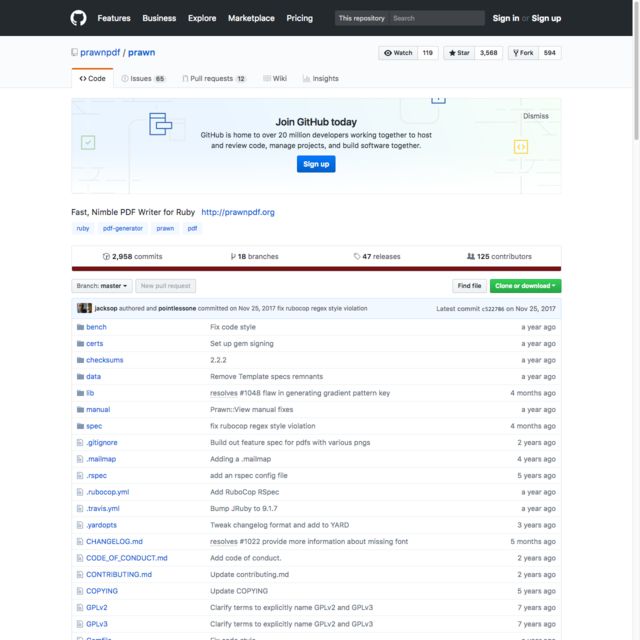 Features Business Explore Marketplace Pricing This repository Search Sign in or Sign up
prawnpdf / prawn Watch 119 Star 3,568 Fork 594
Code Issues 65 Pull requests 12 Wiki Insights
Dismiss
Join GitHub today
GitHub is home to over 20 million developers working together to host
and review code, manage projects, and build software together.
Sign up
Fast, Nimble PDF Writer for Ruby http://prawnpdf.org
ruby pdf-generator prawn pdf
2,958 commits 18 branches 47 releases 125 contributors
Branch: master New pull request Find file Clone or download
jacksop authored and pointlessone committed on Nov 25, 2017 fix rubocop regex style violation Latest commit c522786 on Nov 25, 2017
bench Fix code style a year ago
certs Set up gem signing a year ago
checksums 2.2.2 a year ago
data Remove Template specs remnants a year ago
lib resolves #1048 flaw in generating gradient pattern key 4 months ago
manual Prawn::View manual fixes a year ago
spec fix rubocop regex style violation 4 months ago
.gitignore Build out feature spec for pdfs with various pngs 2 years ago
.mailmap Adding a .mailmap 4 years ago
.rspec add an rspec config file 5 years ago
.rubocop.yml Add RuboCop RSpec a year ago
.travis.yml Bump JRuby to 9.1.7 a year ago
.yardopts Tweak changelog format and add to YARD 3 years ago
CHANGELOG.md resolves #1022 provide more information about missing font 5 months ago
CODE_OF_CONDUCT.md Add code of conduct. 2 years ago
CONTRIBUTING.md Update contributing.md 2 years ago
COPYING Update COPYING 5 years ago
GPLv2 Clarify terms to explicitly name GPLv2 and GPLv3 7 years ago
GPLv3 Clarify terms to explicitly name GPLv2 and GPLv3 7 years ago